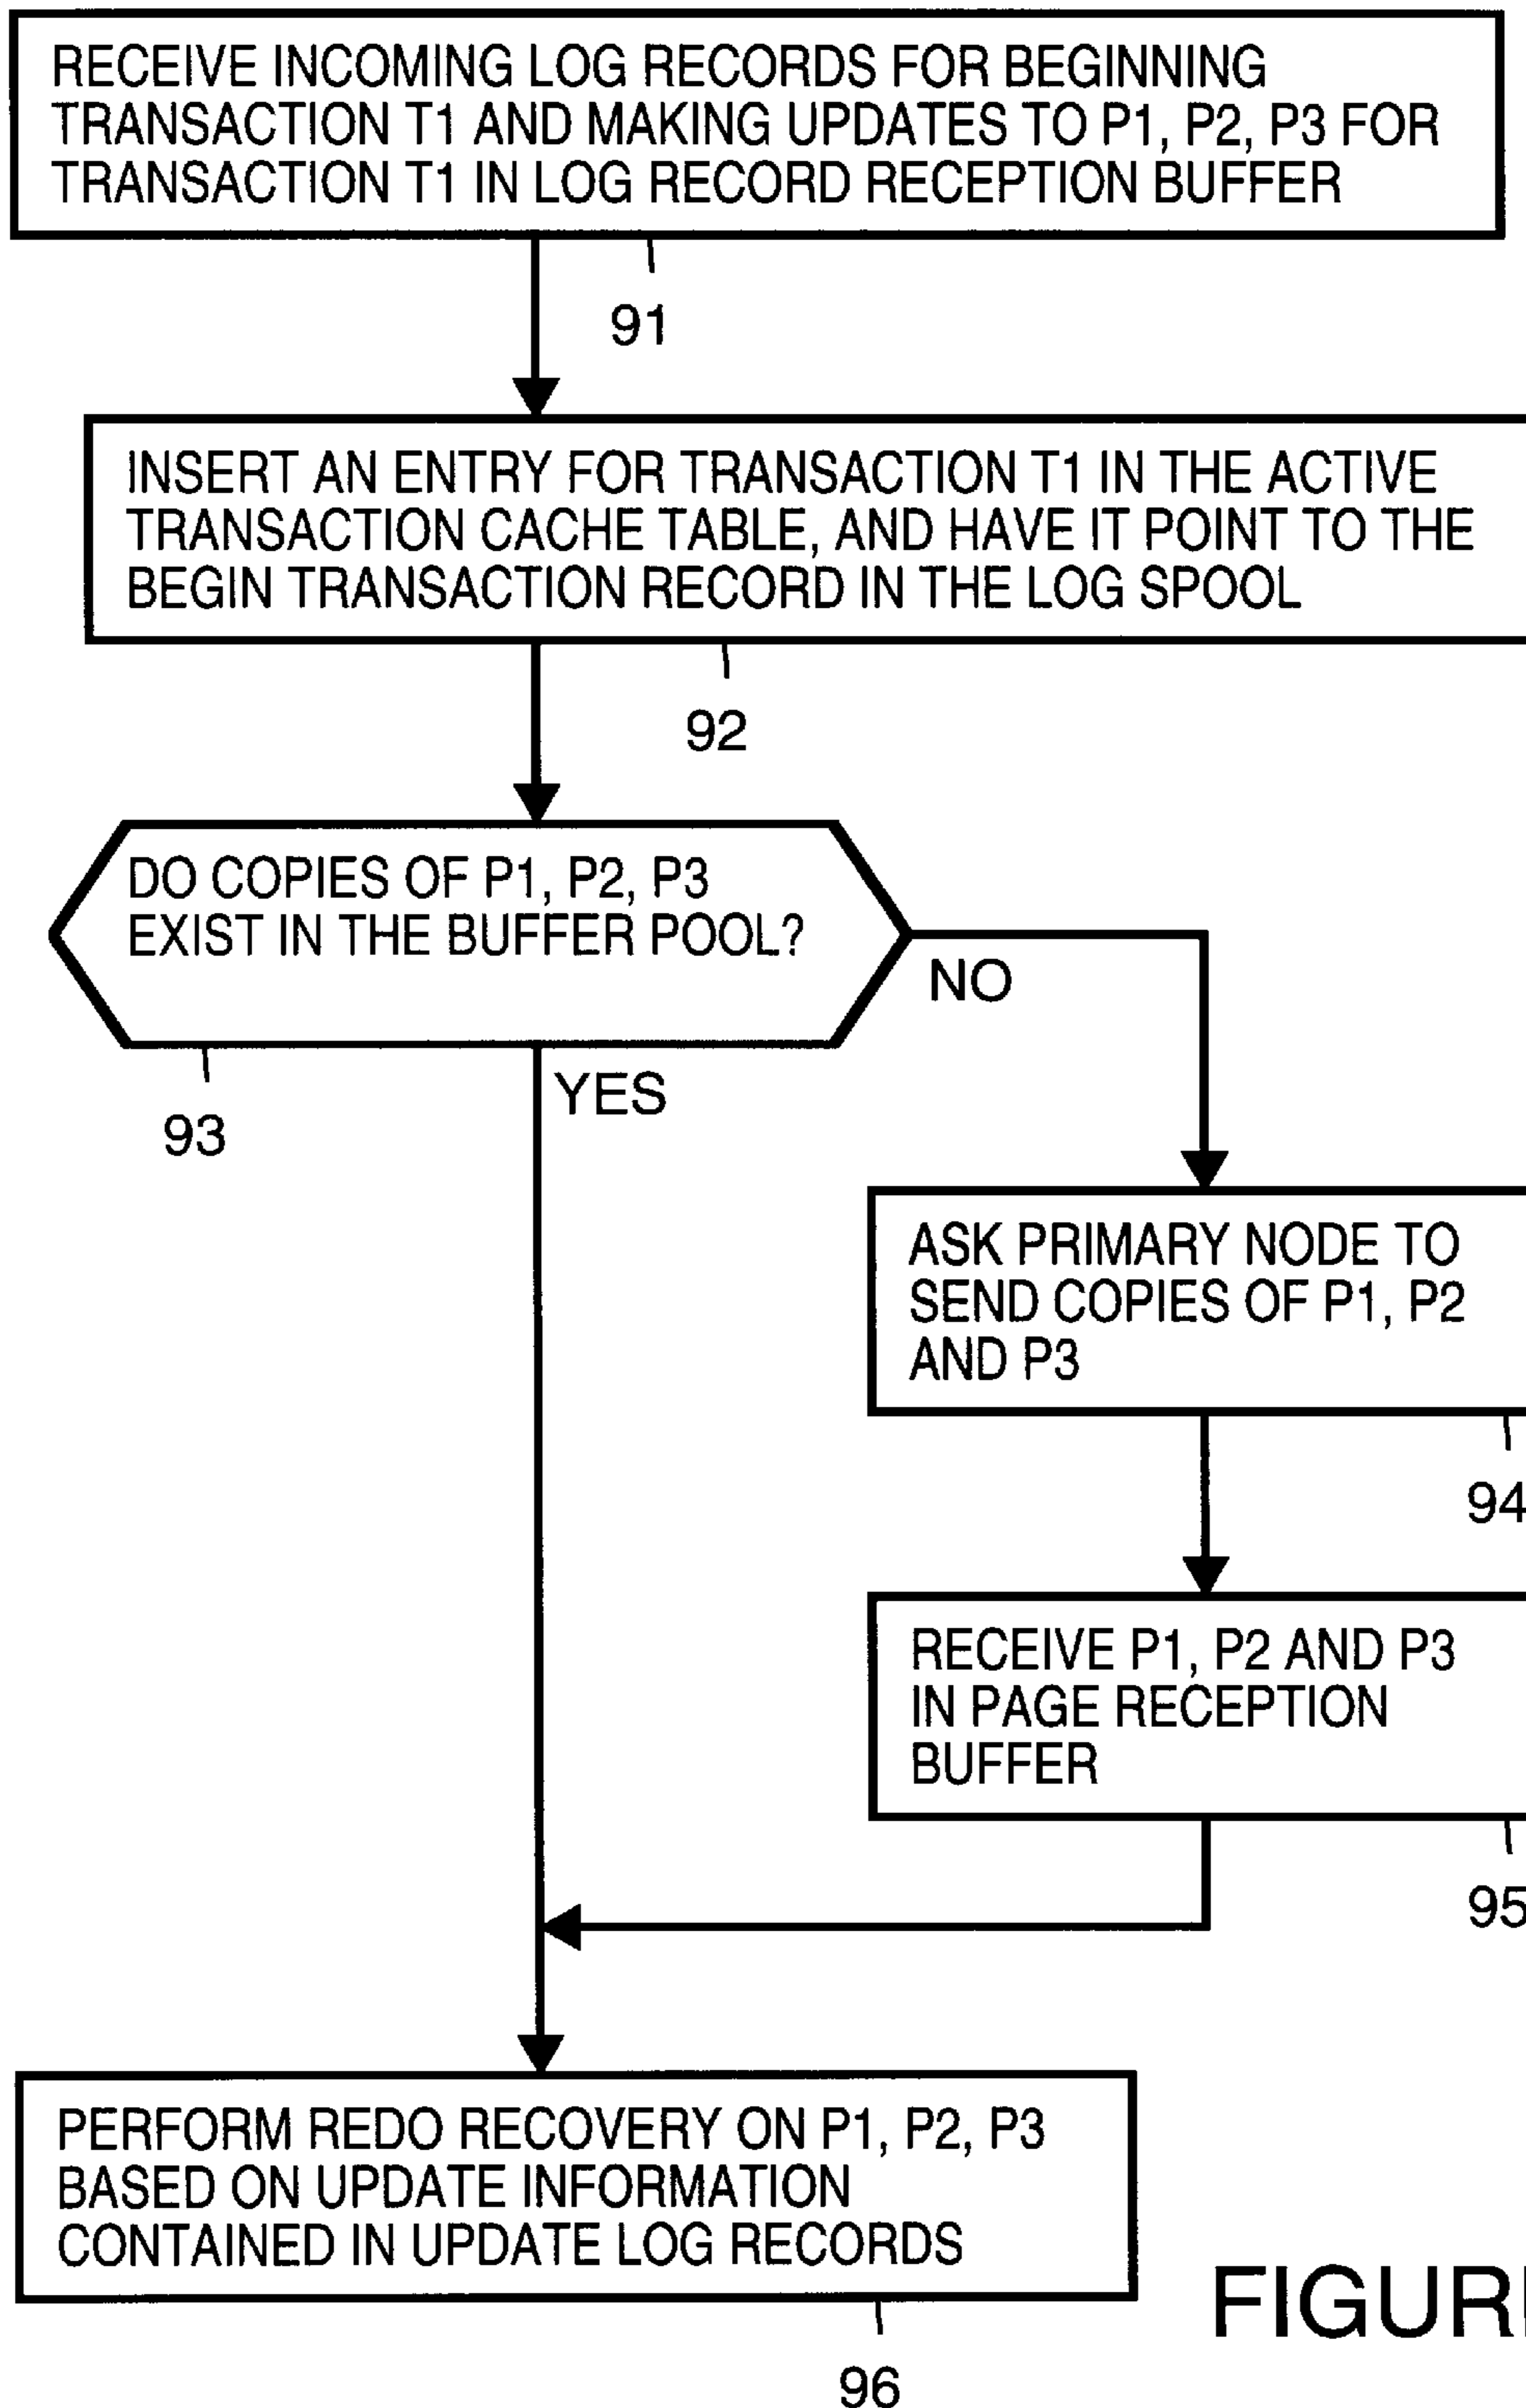 RECEIVE INCOMING LOG RECORDS FOR BEGINNING
TRANSACTION T1 AND MAKING UPDATES TO P1, P2, P3 FOR
TRANSACTION T1 IN LOG RECORD RECEPTION BUFFER
91
INSERT AN ENTRY FOR TRANSACTION T1 IN THE ACTIVE
TRANSACTION CACHE TABLE, AND HAVE IT POINT TO THE
BEGIN TRANSACTION RECORD IN THE LOG SPOOL
92
DO COPIES OF P1, P2, P3
EXIST IN THE BUFFER POOL?
NO
YES
93
ASK PRIMARY NODE TO
SEND COPIES OF P1, P2
AND P3
94
RECEIVE P1, P2 AND P3
IN PAGE RECEPTION
BUFFER
95
PERFORM REDO RECOVERY ON P1, P2, P3
BASED ON UPDATE INFORMATION
CONTAINED IN UPDATE LOG RECORDS
96